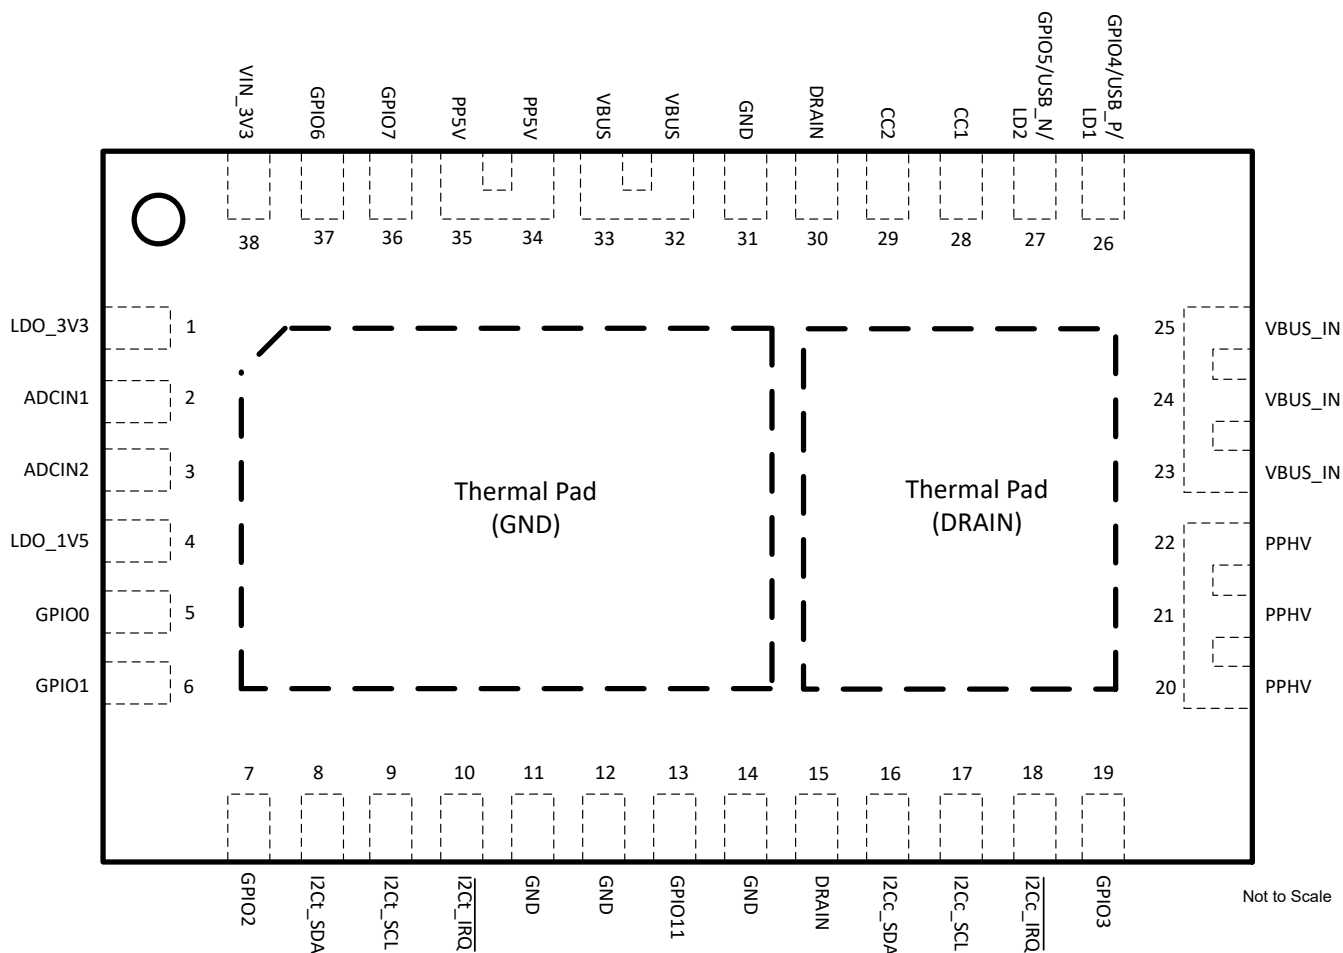 VIN_3V3
GPIO6
GPIO7
PP5V
PP5V
VBUS
VBUS
GND
DRAIN
CC2
CC1
GPIO5/USB_N/
LD2
GPIO4/USB_P/
LD1
38
37
36
35
34
33
32
31
30
29
28
27
26
LDO_3V3
1
ADCIN1
2
ADCIN2
3
LDO_1V5
4
GPIO0
5
GPIO1
6
Thermal Pad
(GND)
Thermal Pad
(DRAIN)
25
VBUS_IN
24
VBUS_IN
23
VBUS_IN
22
PPHV
21
PPHV
20
PPHV
7
8
9
10
11
12
13
14
15
16
17
18
19
GPIO2
I2Ct_SDA
I2Ct_SCL
I2Ct_IRQ
GND
GND
GPIO11
GND
DRAIN
I2Cc_SDA
I2Cc_SCL
I2Cc_IRQ
GPIO3
Not to Scale